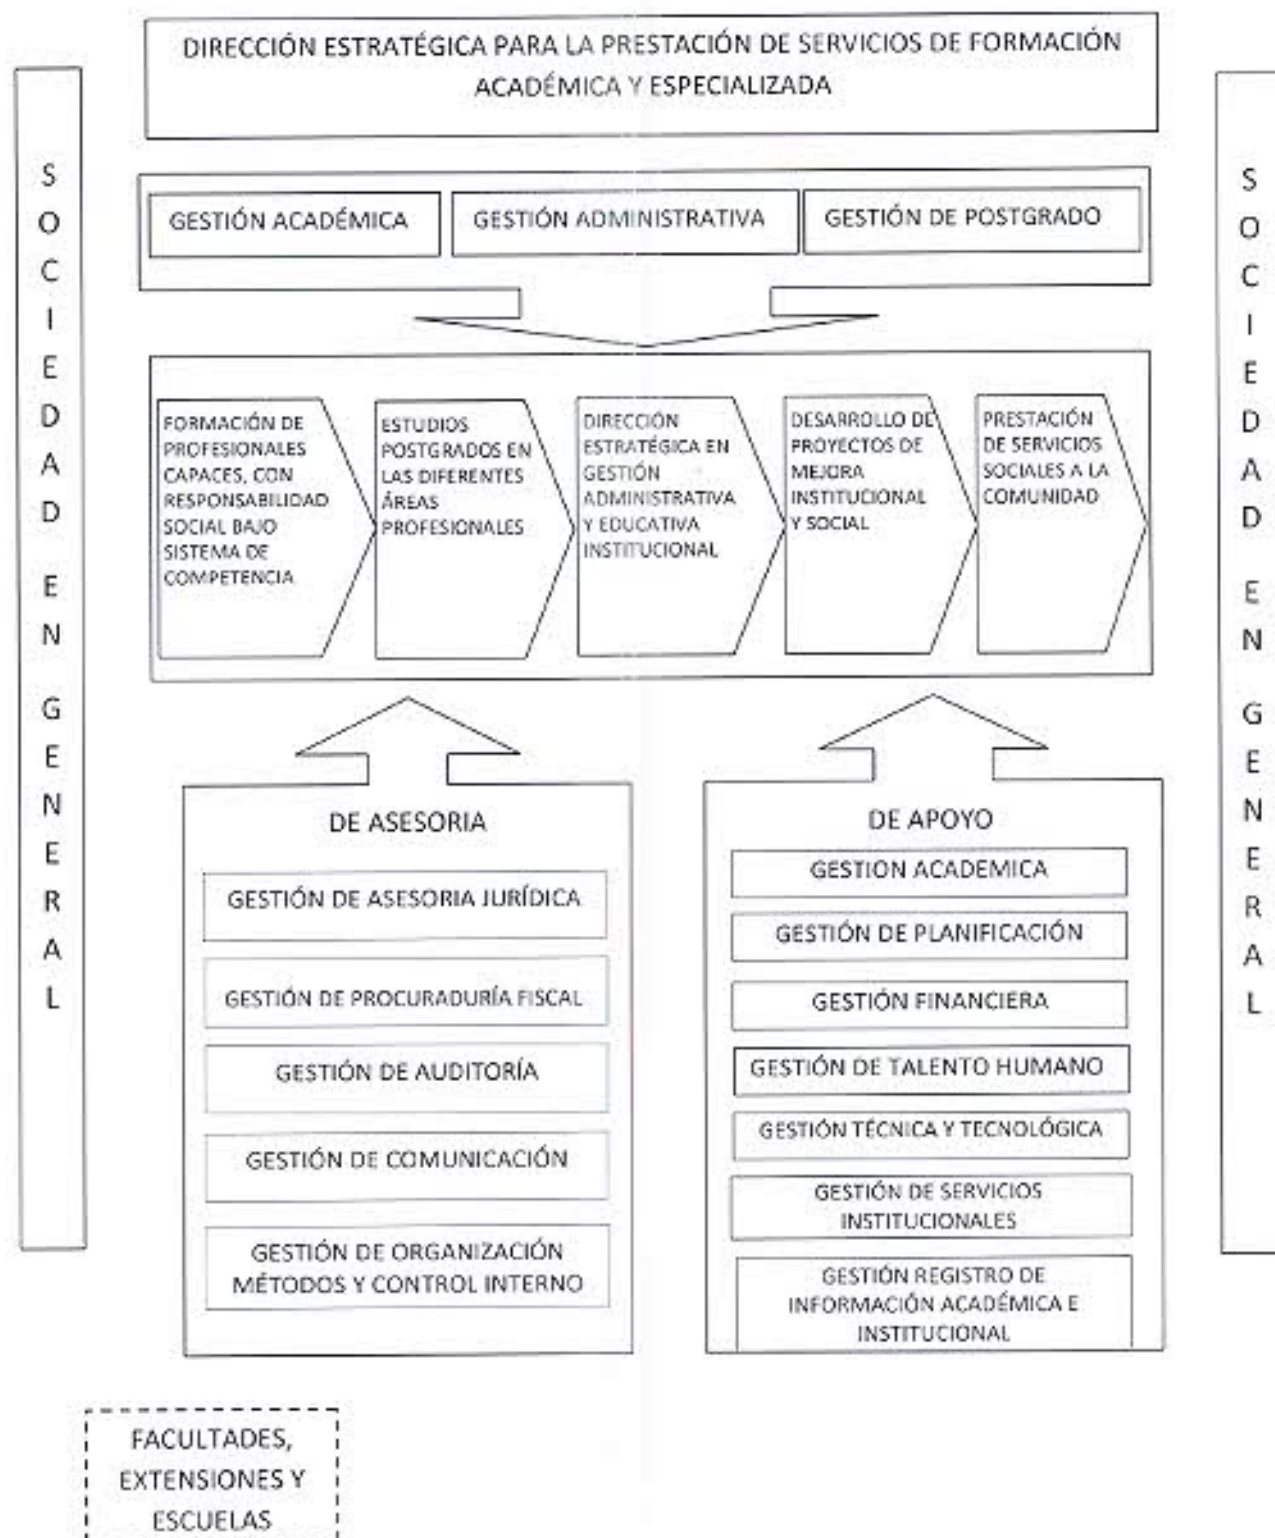 DIRECCIÓN ESTRATÉGICA PARA LA PRESTACIÓN DE SERVICIOS DE FORMACIÓN
ACADÉMICA Y ESPECIALIZADA
SOCIEDAD EN GENERAL
GESTIÓN ACADÉMICA
GESTIÓN ADMINISTRATIVA
GESTIÓN DE POSTGRADO
FORMACIÓN DE
PROFESIONALES
CAPACES, CON
RESPONSABILIDAD
SOCIAL BAJO
SISTEMA DE
COMPETENCIA
ESTUDIOS
POSTGRADOS EN
LAS DIFERENTES
ÁREAS
PROFESIONALES
DIRECCIÓN
ESTRATÉGICA EN
GESTIÓN
ADMINISTRATIVA
Y EDUCATIVA
INSTITUCIONAL
DESARROLLO DE
PROYECTOS DE
MEJORA
INSTITUCIONAL
Y SOCIAL
PRESTACIÓN
DE SERVICIOS
SOCIALES A LA
COMUNIDAD
DE ASESORIA
GESTIÓN DE ASESORIA JURÍDICA
GESTIÓN DE PROCURADURÍA FISCAL
GESTIÓN DE AUDITORÍA
GESTIÓN DE COMUNICACIÓN
GESTIÓN DE ORGANIZACIÓN
MÉTODOS Y CONTROL INTERNO
DE APOYO
GESTION ACADEMICA
GESTIÓN DE PLANIFICACIÓN
GESTIÓN FINANCIERA
GESTIÓN DE TALENTO HUMANO
GESTIÓN TÉCNICA Y TECNOLÓGICA
GESTIÓN DE SERVICIOS
INSTITUCIONALES
GESTIÓN REGISTRO DE
INFORMACIÓN ACADÉMICA E
INSTITUCIONAL
SOCIEDAD EN GENERAL
FACULTADES,
EXTENSIONES Y
ESCUELAS